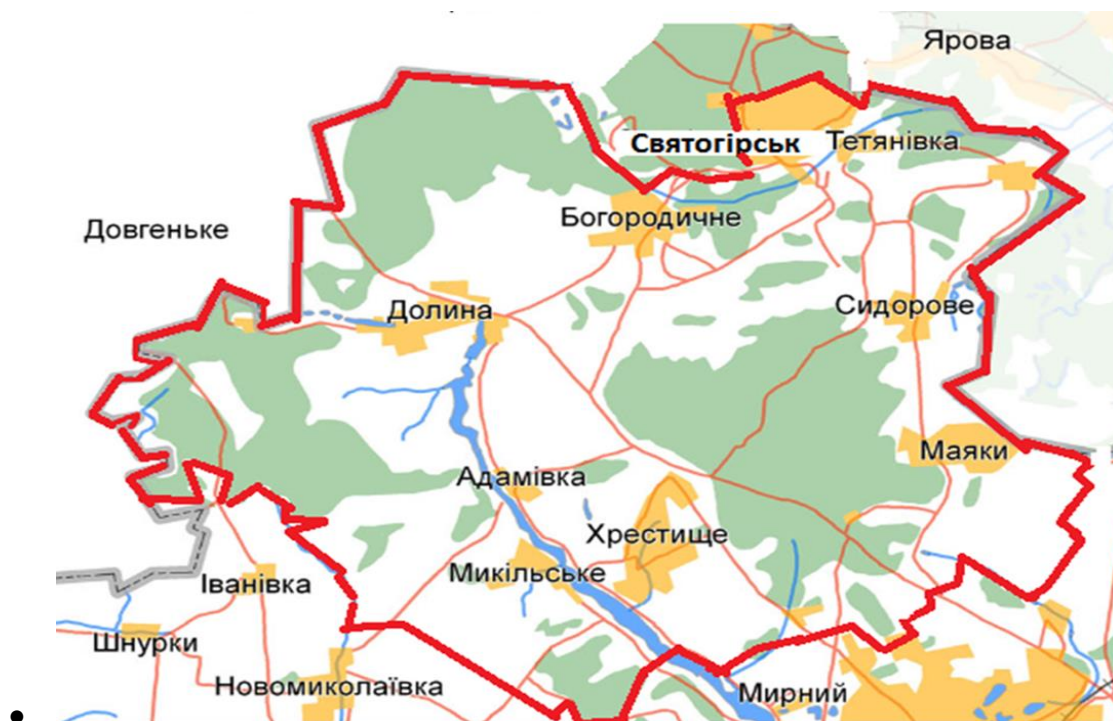 Ярова
Святогірськ
Тетянівка
Богородичне
Довгеньке
Долина
Сидорове
Маяки
Адамівка
Хрестище
Микільське
Іванівка
Шнурки
Новомиколаївка
Мирний